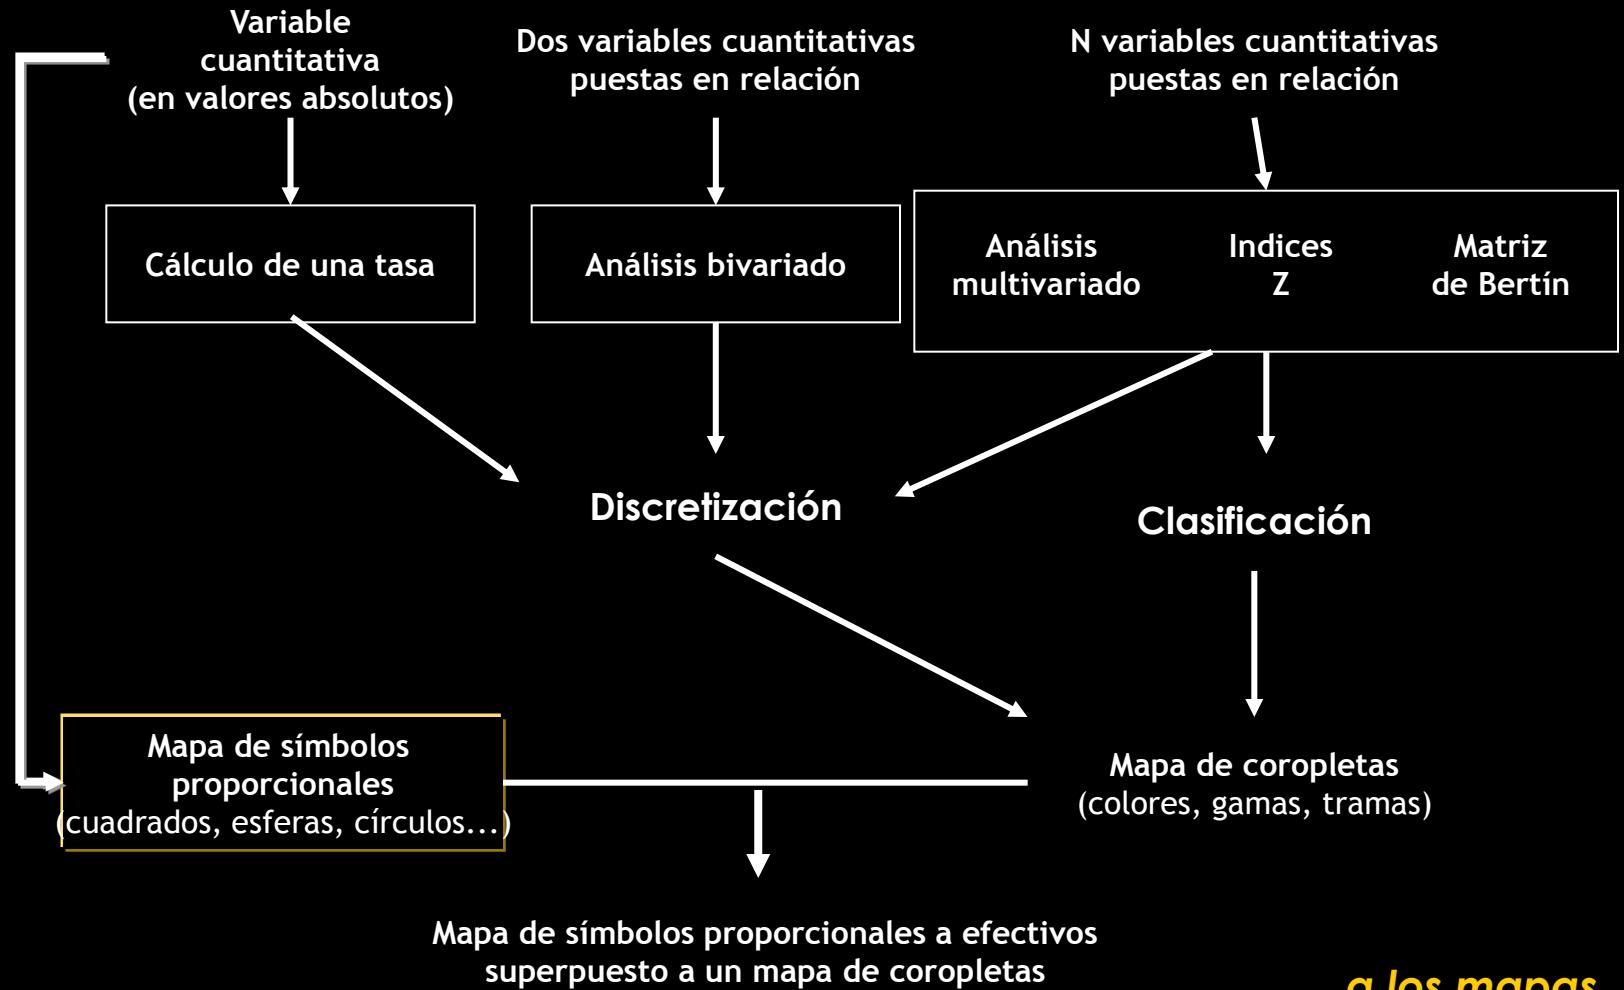 Variable
cuantitativa
(en valores absolutos)
Dos variables cuantitativas
puestas en relación
N variables cuantitativas
puestas en relación
Cálculo de una tasa
Análisis bivariado
Análisis
multivariado
Indices
Z
Matriz
de Bertín
Discretización
Clasificación
Mapa de símbolos
proporcionales
(cuadrados, esferas, círculos...)
Mapa de coropletas
(colores, gamas, tramas)
Mapa de símbolos proporcionales a efectivos
superpuesto a un mapa de coropletas
a los mapas